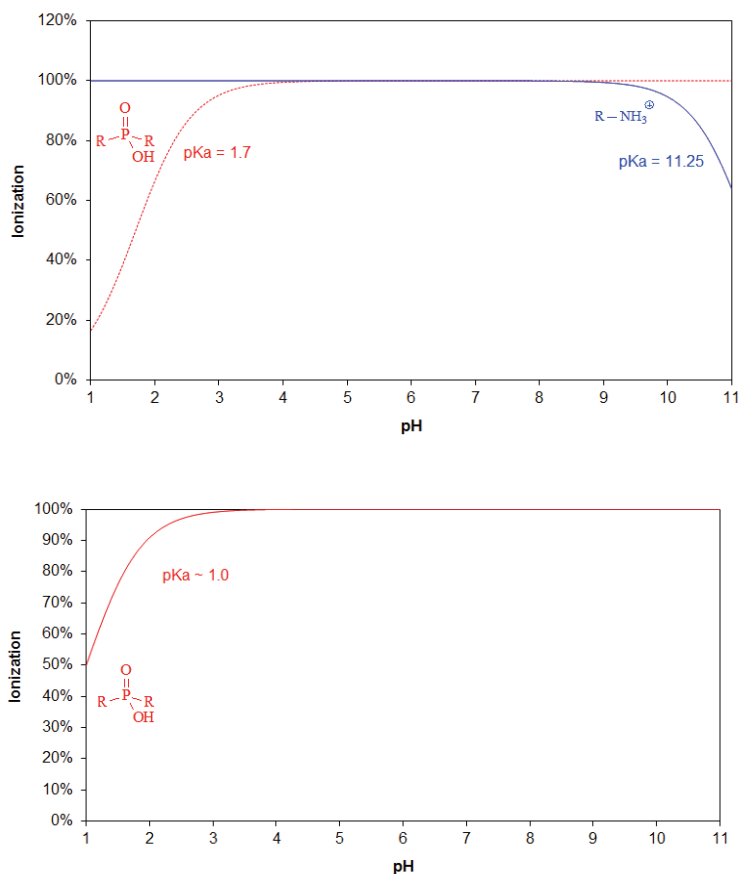 120%
100%
80%
60%
40%
20%
0%
Ionization
O
R P R
OH
pKa = 1.7
R–NH₃⊕
pKa = 11.25
1 2 3 4 5 6 7 8 9 10 11
pH
100%
90%
80%
70%
60%
50%
40%
30%
20%
10%
0%
Ionization
pKa ~ 1.0
O
R P R
OH
1 2 3 4 5 6 7 8 9 10 11
pH